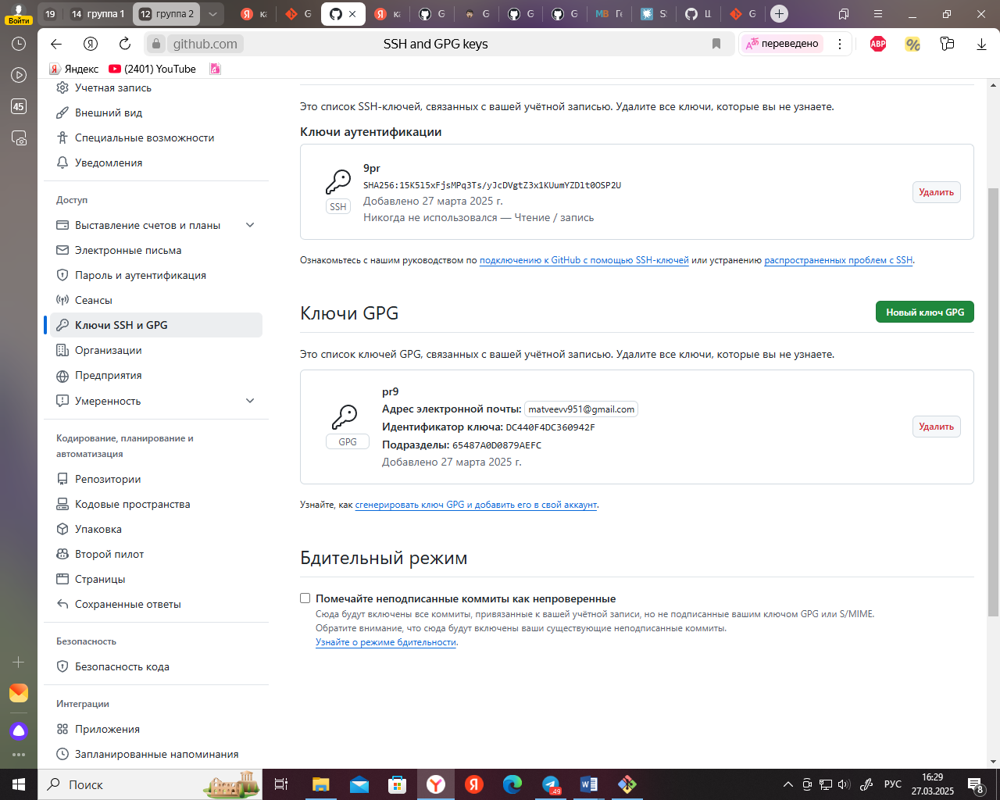 Войти
19
14 группа 1
12 группа 2
ка
G
ка
G
G
G
G
Ге
S
G
github.com
SSH and GPG keys
переведено
ABP
Яндекс
(2401) YouTube
45
Учетная запись
Внешний вид
Специальные возможности
Уведомления
Доступ
Выставление счетов и планы
Электронные письма
Пароль и аутентификация
Сеансы
Ключи SSH и GPG
Организации
Предприятия
Умеренность
Кодирование, планирование и
автоматизация
Репозитории
Кодовые пространства
Упаковка
Второй пилот
Страницы
Сохраненные ответы
Безопасность
Безопасность кода
Интеграции
Приложения
Запланированные напоминания
Это список SSH-ключей, связанных с вашей учётной записью. Удалите все ключи, которые вы не узнаете.
Ключи аутентификации
9pr
SHA256:15K5l5xFjsMPq3Ts/yJcDVgtZ3x1KUumYZDlt0OSP2U
SSH
Добавлено 27 марта 2025 г.
Никогда не использовался — Чтение / запись
Удалить
Ознакомьтесь с нашим руководством по подключению к GitHub с помощью SSH-ключей или устранению распространенных проблем с SSH.
Ключи GPG
Новый ключ GPG
Это список ключей GPG, связанных с вашей учётной записью. Удалите все ключи, которые вы не узнаете.
pr9
Адрес электронной почты: matveevv951@gmail.com
Идентификатор ключа: DC440F4DC360942F
GPG
Подразделы: 65487A0D0879AEFC
Добавлено 27 марта 2025 г.
Удалить
Узнайте, как сгенерировать ключ GPG и добавить его в свой аккаунт.
Бдительный режим
Помечайте неподписанные коммиты как непроверенные
Сюда будут включены все коммиты, привязанные к вашей учётной записи, но не подписанные вашим ключом GPG или S/MIME.
Обратите внимание, что сюда будут включены ваши существующие неподписанные коммиты.
Узнайте о режиме бдительности.
Поиск
.49
РУС
16:29
27.03.2025
8